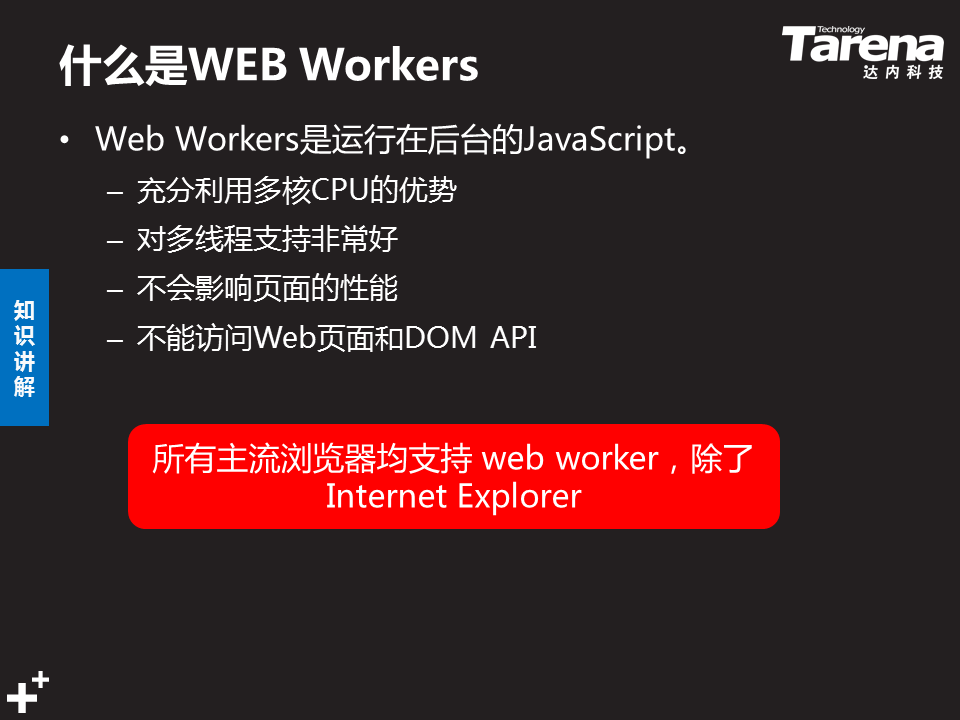 什么是WEB Workers
Technology
Tarena
达内科技
• Web Workers是运行在后台的JavaScript。
– 充分利用多核CPU的优势
– 对多线程支持非常好
– 不会影响页面的性能
– 不能访问Web页面和DOM API
知
识
讲
解
所有主流浏览器均支持 web worker，除了
Internet Explorer